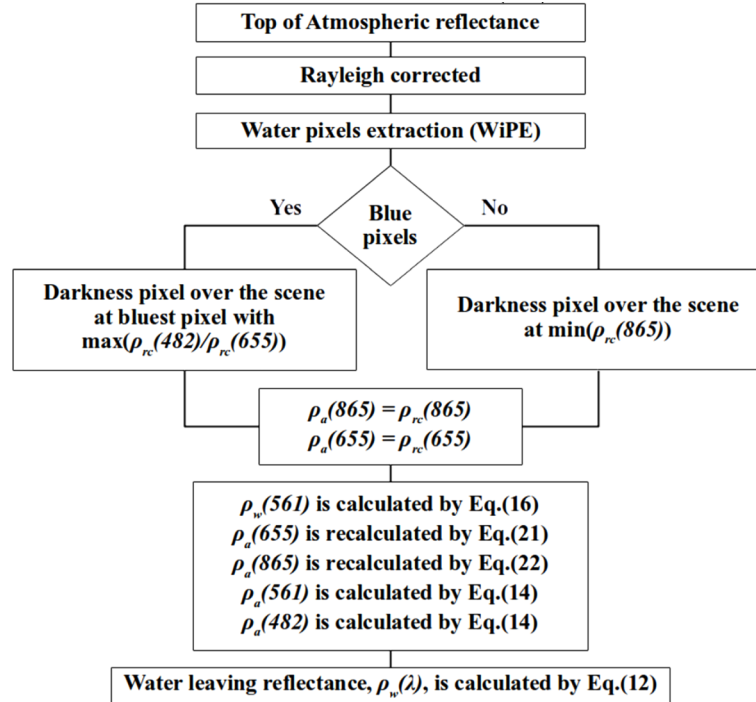 Top of Atmospheric reflectance
Rayleigh corrected
Water pixels extraction (WiPE)
Yes
No
Blue
pixels
Darkness pixel over the scene
at bluest pixel with
max(ρrc(482)/ρrc(655))
Darkness pixel over the scene
at min(ρrc(865))
ρa(865) = ρrc(865)
ρa(655) = ρrc(655)
ρw(561) is calculated by Eq.(16)
ρa(655) is recalculated by Eq.(21)
ρa(865) is recalculated by Eq.(22)
ρa(561) is calculated by Eq.(14)
ρa(482) is calculated by Eq.(14)
Water leaving reflectance, ρw(λ), is calculated by Eq.(12)